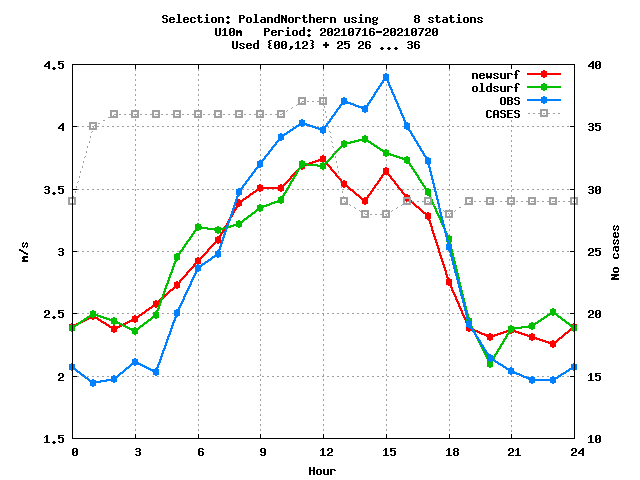 Selection: PolandNorthern using     8 stations
U10m   Period: 20210716-20210720
Used {00,12} + 25 26 ... 36
newsurf
oldsurf
OBS
CASES
4.5
4
3.5
3
2.5
2
1.5
m/s
40
35
30
25
20
15
10
No cases
0 3 6 9 12 15 18 21 24
Hour